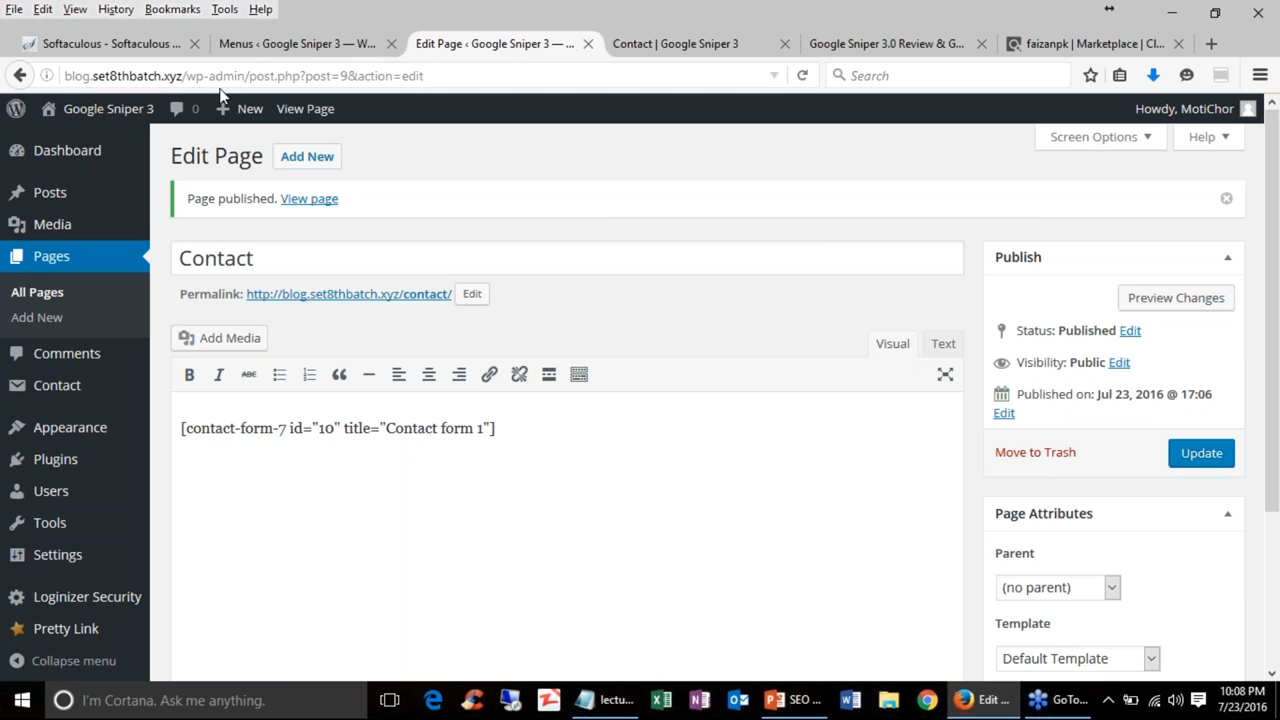 File Edit View History Bookmarks Tools Help
Softaculous - Softaculous ...
Menus ‹ Google Sniper 3 — W...
Edit Page ‹ Google Sniper 3 — ...
Contact | Google Sniper 3
Google Sniper 3.0 Review & G...
faizanpk | Marketplace | Cl...
blog.set8thbatch.xyz/wp-admin/post.php?post=9&action=edit
Search
Google Sniper 3
0
New
View Page
Howdy, MotiChor
Dashboard
Posts
Media
Pages
All Pages
Add New
Comments
Contact
Appearance
Plugins
Users
Tools
Settings
Loginizer Security
Pretty Link
Collapse menu
Screen Options
Help
Edit Page
Add New
Page published. View page
Contact
Permalink: http://blog.set8thbatch.xyz/contact/ Edit
Add Media
Visual
Text
B I ABC
[contact-form-7 id="10" title="Contact form 1"]
Publish
Preview Changes
Status: Published Edit
Visibility: Public Edit
Published on: Jul 23, 2016 @ 17:06
Edit
Move to Trash
Update
Page Attributes
Parent
(no parent)
Template
Default Template
I'm Cortana. Ask me anything.
lectu...
SEO ...
Edit ...
GoTo...
10:08 PM
7/23/2016